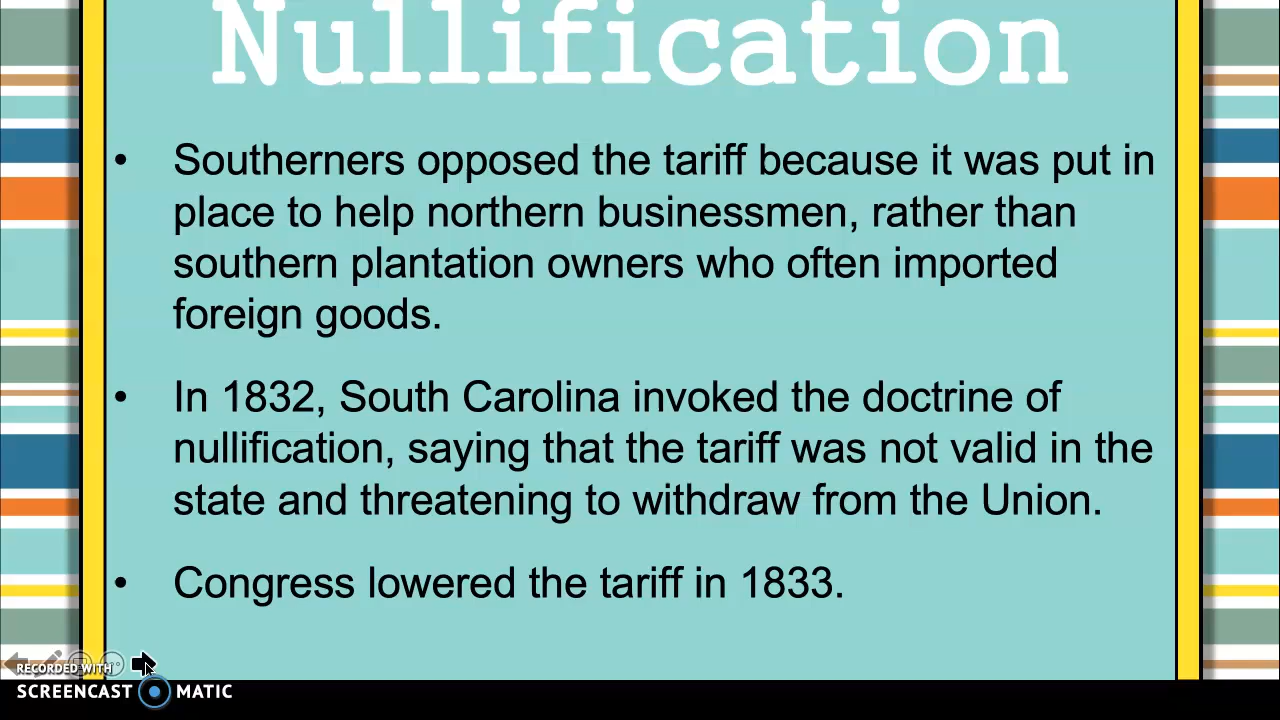 Nullification
• Southerners opposed the tariff because it was put in
place to help northern businessmen, rather than
southern plantation owners who often imported
foreign goods.
• In 1832, South Carolina invoked the doctrine of
nullification, saying that the tariff was not valid in the
state and threatening to withdraw from the Union.
• Congress lowered the tariff in 1833.
RECORDED WITH
SCREENCAST MATIC